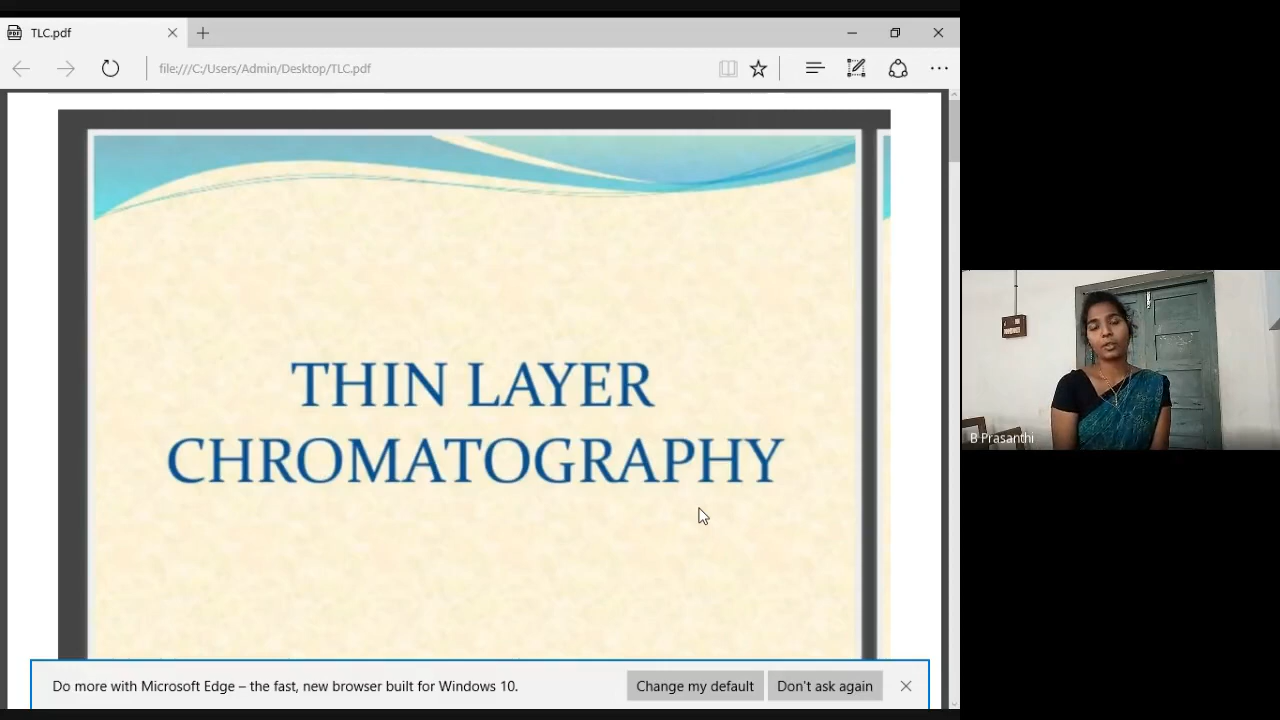 TLC.pdf
file:///C:/Users/Admin/Desktop/TLC.pdf
THIN LAYER
CHROMATOGRAPHY
B Prasanthi
Do more with Microsoft Edge – the fast, new browser built for Windows 10.
Change my default
Don't ask again